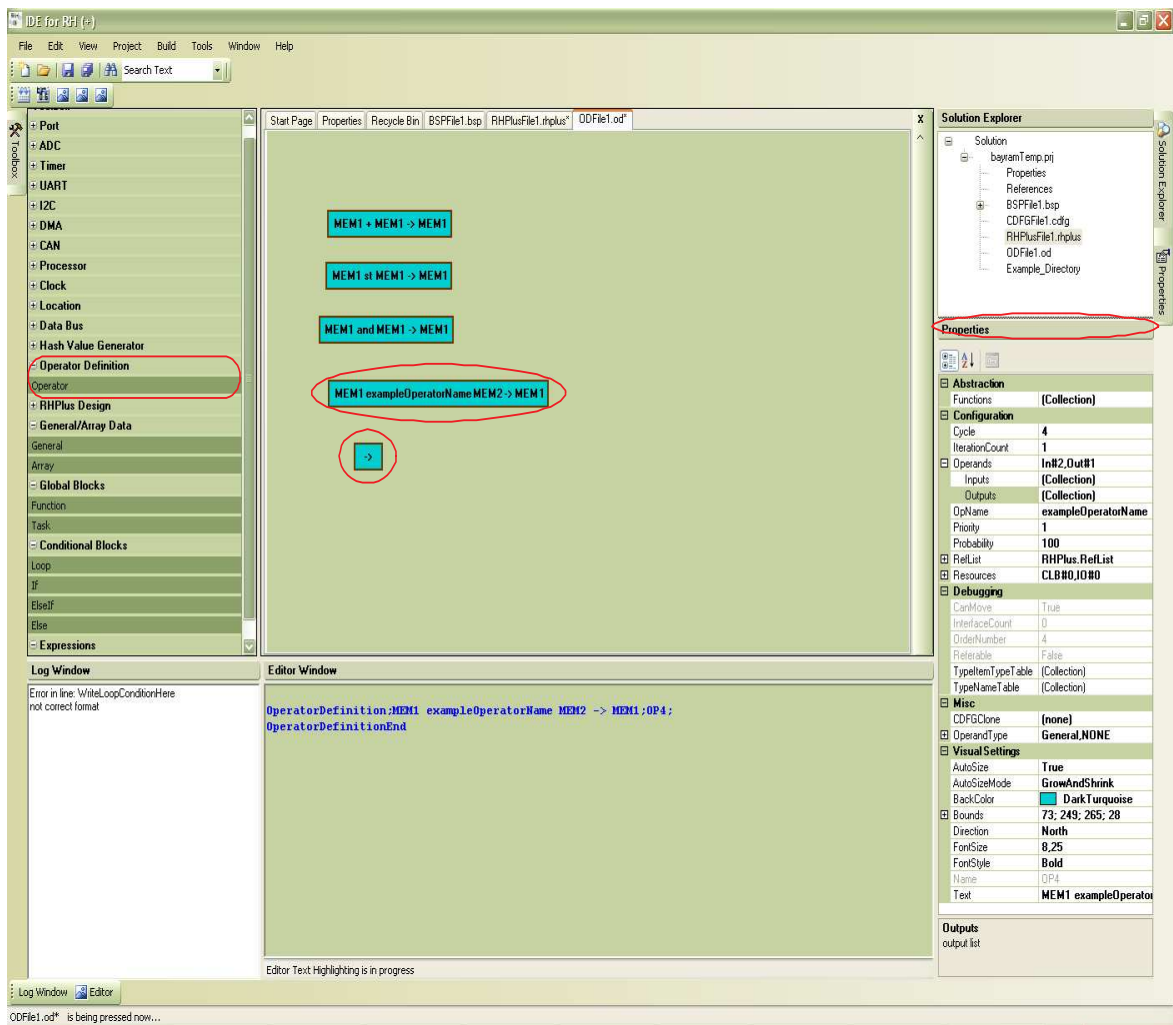 IDE for RH (+)
File Edit View Project Build Tools Window Help
Search Text
Toolbox
+ Port
+ ADC
+ Timer
+ UART
+ I2C
+ DMA
+ CAN
+ Processor
+ Clock
+ Location
+ Data Bus
+ Hash Value Generator
- Operator Definition
Operator
+ RHPlus Design
- General/Array Data
General
Array
- Global Blocks
Function
Task
- Conditional Blocks
Loop
If
ElseIf
Else
- Expressions
Start Page Properties Recycle Bin BSPFile1.bsp RHPlusFile1.rhplus* ODFile1.od* X
MEM1 + MEM1 -> MEM1
MEM1 st MEM1 -> MEM1
MEM1 and MEM1 -> MEM1
MEM1 exampleOperatorName MEM2 -> MEM1
->
Log Window
Error in line: WriteLoopConditionHere
not correct format
Editor Window
OperatorDefinition;MEM1 exampleOperatorName MEM2 -> MEM1;OP4;
OperatorDefinitionEnd
Editor Text Highlighting is in progress
Solution Explorer
Solution
bayramTemp.prj
Properties
References
BSPFile1.bsp
CDFGFile1.cdfg
RHPlusFile1.rhplus
ODFile1.od
Example_Directory
Solution Explorer
Properties
Properties
Abstraction
Functions (Collection)
Configuration
Cycle 4
IterationCount 1
Operands In#2,Out#1
Inputs (Collection)
Outputs (Collection)
OpName exampleOperatorName
Priority 1
Probability 100
RefList RHPlus.RefList
Resources CLB#0,IO#0
Debugging
CanMove True
InterfaceCount 0
OrderNumber 4
Referable False
TypeItemTypeTable (Collection)
TypeNameTable (Collection)
Misc
CDFGClone (none)
OperandType General,NONE
Visual Settings
AutoSize True
AutoSizeMode GrowAndShrink
BackColor DarkTurquoise
Bounds 73; 249; 265; 28
Direction North
FontSize 8,25
FontStyle Bold
Name OP4
Text MEM1 exampleOperator
Outputs
output list
Log Window Editor
ODFile1.od* is being pressed now...